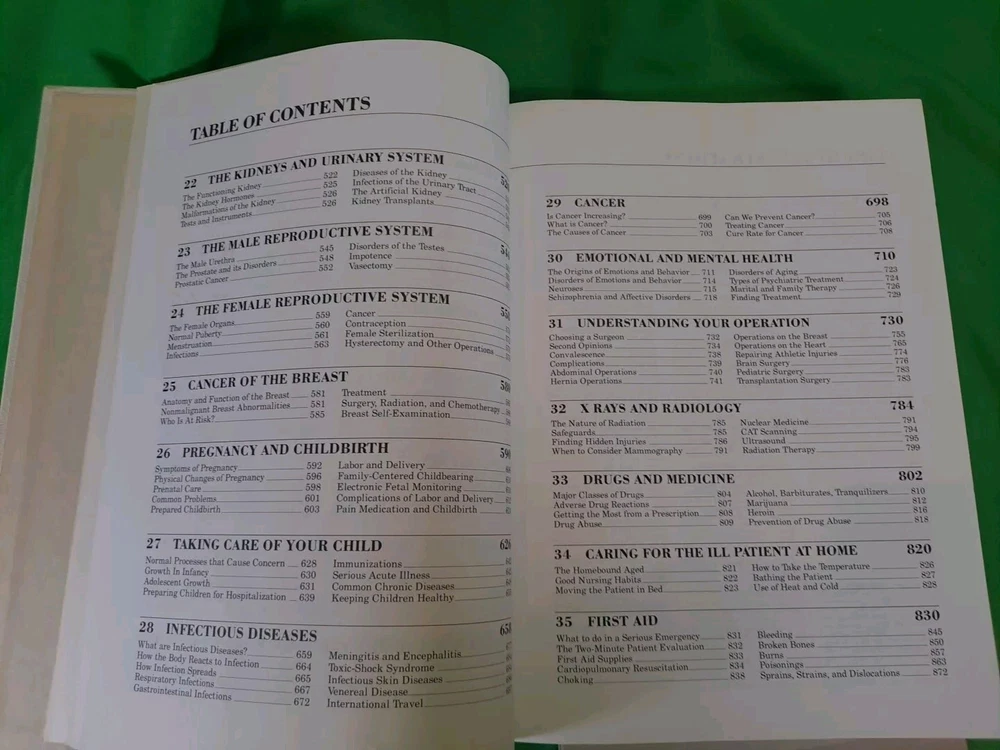 TABLE OF CONTENTS
22 THE KIDNEYS AND URINARY SYSTEM
The Functioning Kidney 522
The Kidney Hormones 525
Malformations of the Kidney 526
Tests and Instruments 526
Diseases of the Kidney
Infections of the Urinary Tract
The Artificial Kidney
Kidney Transplants
23 THE MALE REPRODUCTIVE SYSTEM
The Male Urethra 545
The Prostate and its Disorders 548
Prostatic Cancer 552
Disorders of the Testes
Impotence
Vasectomy
24 THE FEMALE REPRODUCTIVE SYSTEM
The Female Organs 559
Normal Puberty 560
Menstruation 561
Infections 563
Cancer
Contraception
Female Sterilization
Hysterectomy and Other Operations
25 CANCER OF THE BREAST
Anatomy and Function of the Breast 581
Nonmalignant Breast Abnormalities 581
Who Is At Risk? 585
Treatment
Surgery, Radiation, and Chemotherapy
Breast Self-Examination
26 PREGNANCY AND CHILDBIRTH
Symptoms of Pregnancy 592
Physical Changes of Pregnancy 596
Prenatal Care 598
Common Problems 601
Prepared Childbirth 603
Labor and Delivery
Family-Centered Childbearing
Electronic Fetal Monitoring
Complications of Labor and Delivery
Pain Medication and Childbirth
27 TAKING CARE OF YOUR CHILD
Normal Processes that Cause Concern 628
Growth In Infancy 630
Adolescent Growth 631
Preparing Children for Hospitalization 639
Immunizations
Serious Acute Illness
Common Chronic Diseases
Keeping Children Healthy
28 INFECTIOUS DISEASES
What are Infectious Diseases? 659
How the Body Reacts to Infection 664
How Infection Spreads 665
Respiratory Infections 667
Gastrointestinal Infections 672
Meningitis and Encephalitis
Toxic-Shock Syndrome
Infectious Skin Diseases
Venereal Disease
International Travel
29 CANCER 698
Is Cancer Increasing? 699
What is Cancer? 700
The Causes of Cancer 703
Can We Prevent Cancer? 705
Treating Cancer 706
Cure Rate for Cancer 708
30 EMOTIONAL AND MENTAL HEALTH 710
The Origins of Emotions and Behavior 711
Disorders of Emotions and Behavior 714
Neuroses 715
Schizophrenia and Affective Disorders 718
Disorders of Aging 723
Types of Psychiatric Treatment 724
Marital and Family Therapy 726
Finding Treatment 729
31 UNDERSTANDING YOUR OPERATION 730
Choosing a Surgeon 732
Second Opinions 734
Convalescence 738
Complications 739
Abdominal Operations 740
Hernia Operations 741
Operations on the Breast 755
Operations on the Heart 765
Repairing Athletic Injuries 774
Brain Surgery 776
Pediatric Surgery 783
Transplantation Surgery 783
32 X RAYS AND RADIOLOGY 784
The Nature of Radiation 785
Safeguards 785
Finding Hidden Injuries 786
When to Consider Mammography 791
Nuclear Medicine 791
CAT Scanning 794
Ultrasound 795
Radiation Therapy 799
33 DRUGS AND MEDICINE 802
Major Classes of Drugs 804
Adverse Drug Reactions 807
Getting the Most from a Prescription 808
Drug Abuse 809
Alcohol, Barbiturates, Tranquilizers 810
Marijuana 812
Heroin 816
Prevention of Drug Abuse 818
34 CARING FOR THE ILL PATIENT AT HOME 820
The Homebound Aged 821
Good Nursing Habits 822
Moving the Patient in Bed 823
How to Take the Temperature 826
Bathing the Patient 827
Use of Heat and Cold 828
35 FIRST AID 830
What to do in a Serious Emergency 831
The Two-Minute Patient Evaluation 832
First Aid Supplies 833
Cardiopulmonary Resuscitation 834
Choking 838
Bleeding 845
Broken Bones 850
Burns 857
Poisonings 863
Sprains, Strains, and Dislocations 872